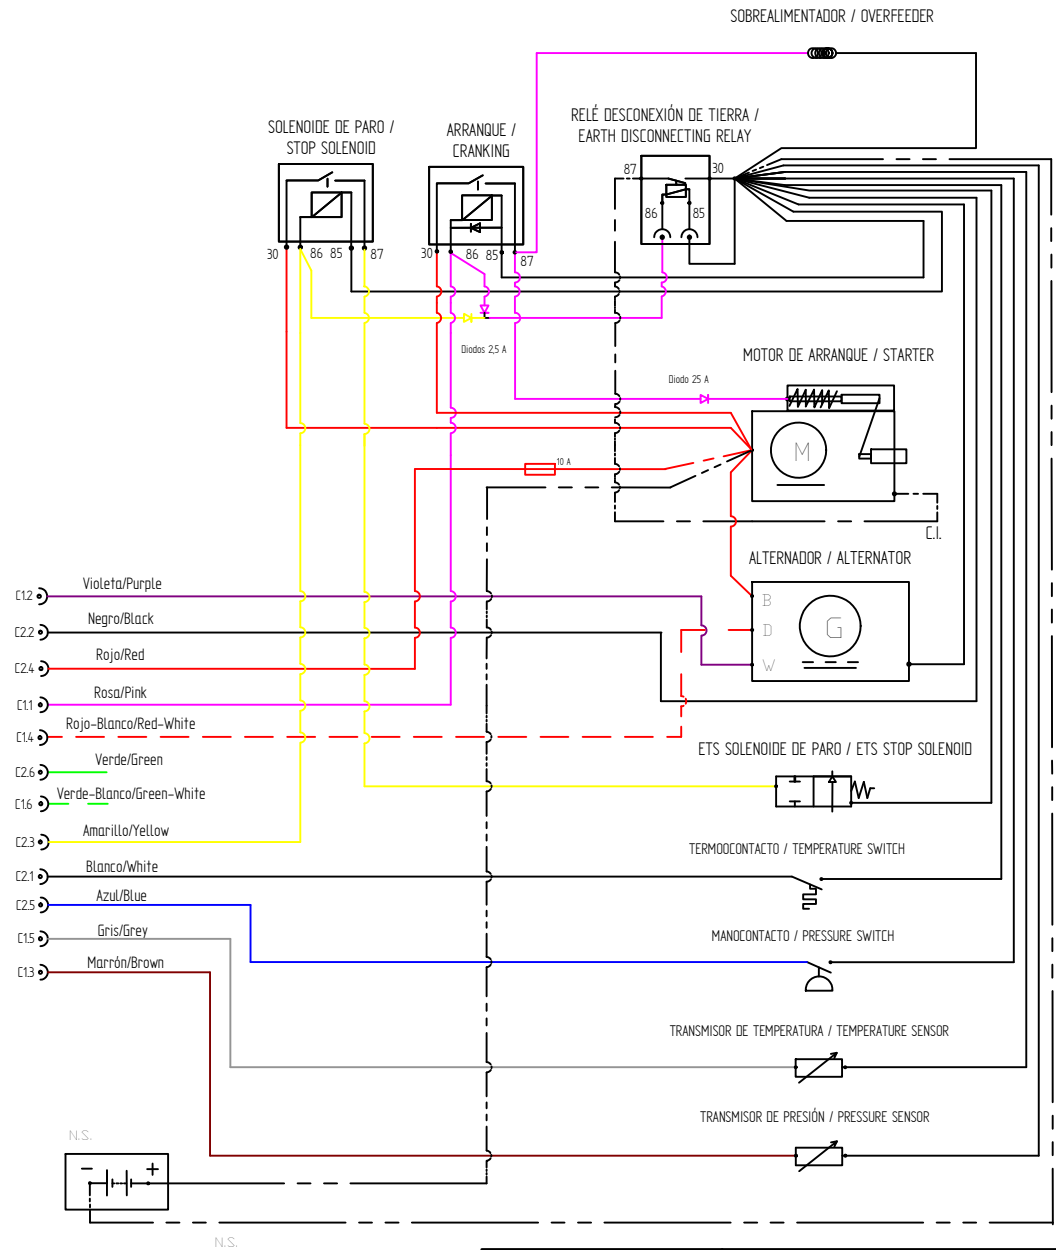 SOBREALIMENTADOR / OVERFEEDER
SOLENOIDE DE PARO /
STOP SOLENOID
ARRANQUE /
CRANKING
RELÉ DESCONEXIÓN DE TIERRA /
EARTH DISCONNECTING RELAY
87
30
86
85
30
86
85
87
30
86
85
87
Diodos 2,5 A
MOTOR DE ARRANQUE / STARTER
Diodo 25 A
M
10 A
C.I.
ALTERNADOR / ALTERNATOR
B
D
W
G
C1.2 Violeta/Purple
C2.2 Negro/Black
C2.4 Rojo/Red
C1.1 Rosa/Pink
C1.4 Rojo-Blanco/Red-White
C2.6 Verde/Green
C1.6 Verde-Blanco/Green-White
C2.3 Amarillo/Yellow
C2.1 Blanco/White
C2.5 Azul/Blue
C1.5 Gris/Grey
C1.3 Marrón/Brown
ETS SOLENOIDE DE PARO / ETS STOP SOLENOID
TERMOOCONTACTO / TEMPERATURE SWITCH
MANOCONTACTO / PRESSURE SWITCH
TRANSMISOR DE TEMPERATURA / TEMPERATURE SENSOR
TRANSMISOR DE PRESIÓN / PRESSURE SENSOR
N.S.
- +
N.S.